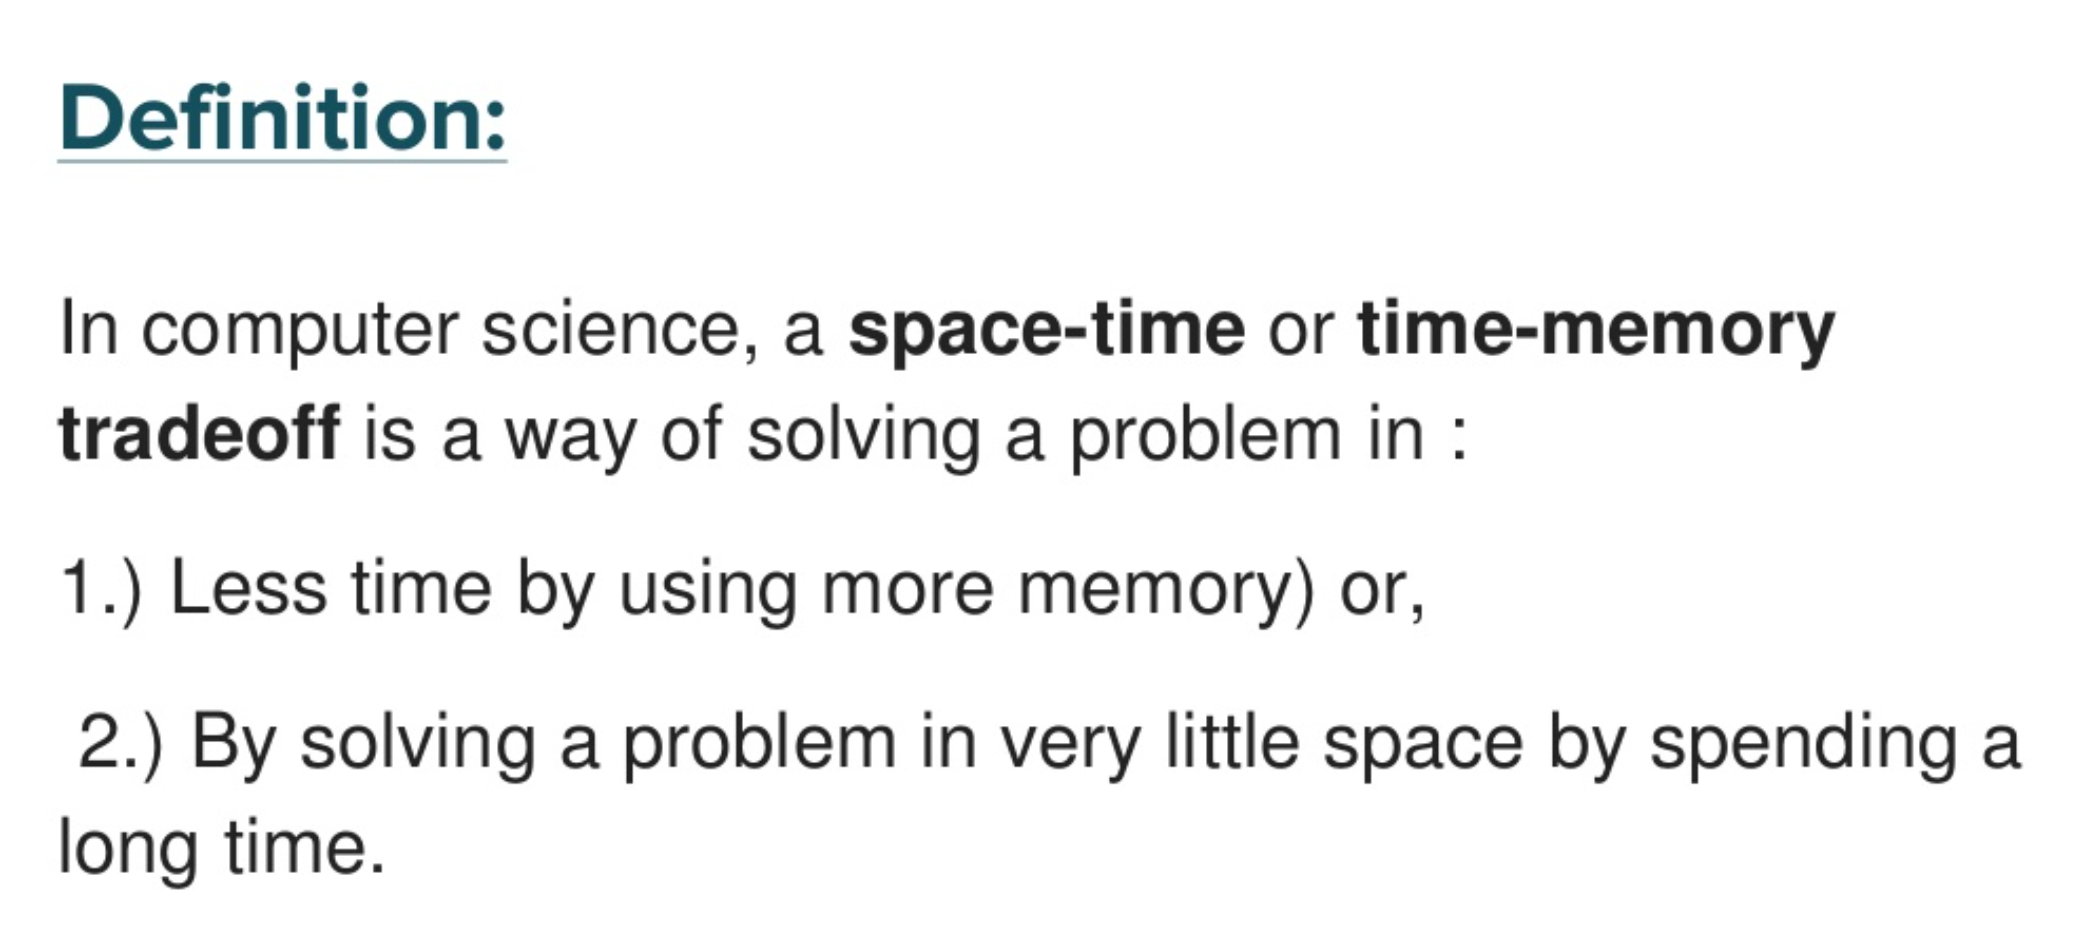 Definition:
In computer science, a space-time or time-memory
tradeoff is a way of solving a problem in :
1.) Less time by using more memory) or,
2.) By solving a problem in very little space by spending a
long time.